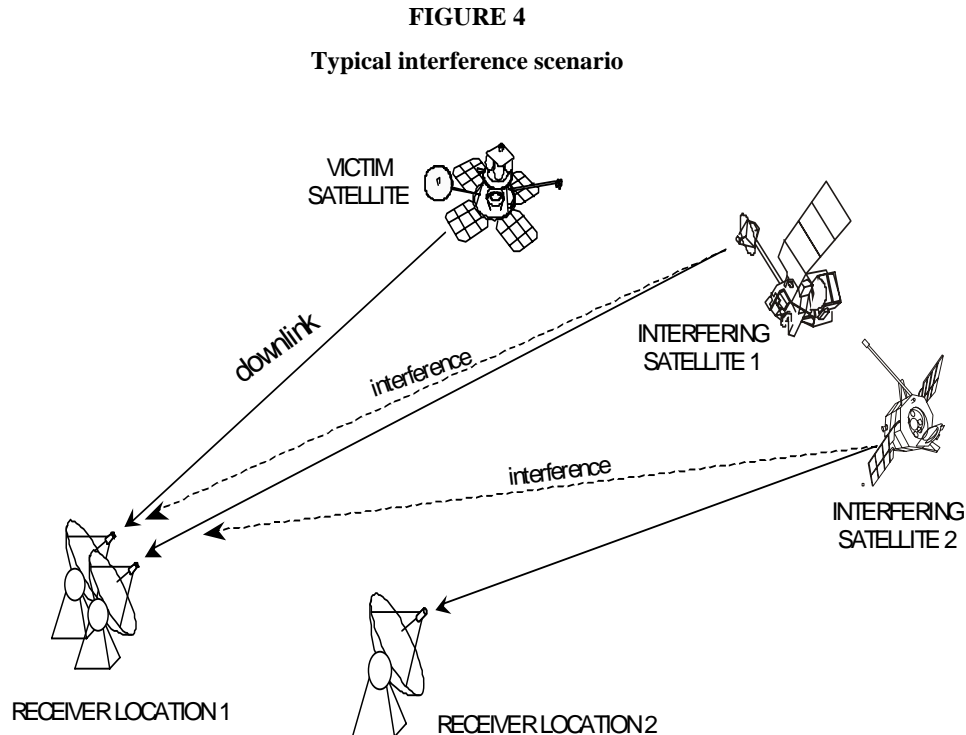 FIGURE 4
Typical interference scenario
VICTIM
SATELLITE
INTERFERING
SATELLITE 1
downlink
interference
interference
INTERFERING
SATELLITE 2
RECEIVER LOCATION 1
RECEIVER LOCATION 2